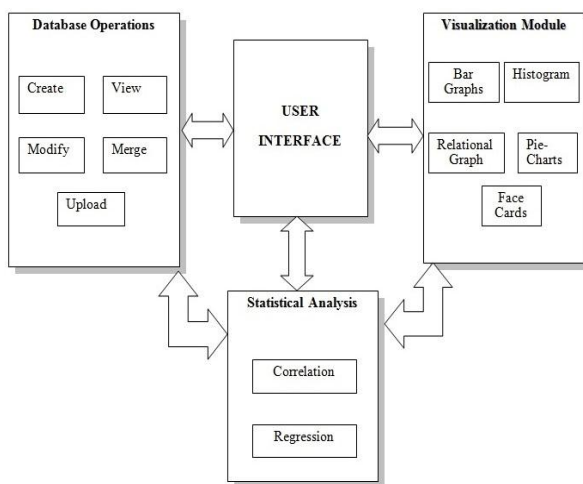 Database Operations
Create
View
Modify
Merge
Upload
USER
INTERFACE
Visualization Module
Bar
Graphs
Histogram
Relational
Graph
Pie-
Charts
Face
Cards
Statistical Analysis
Correlation
Regression